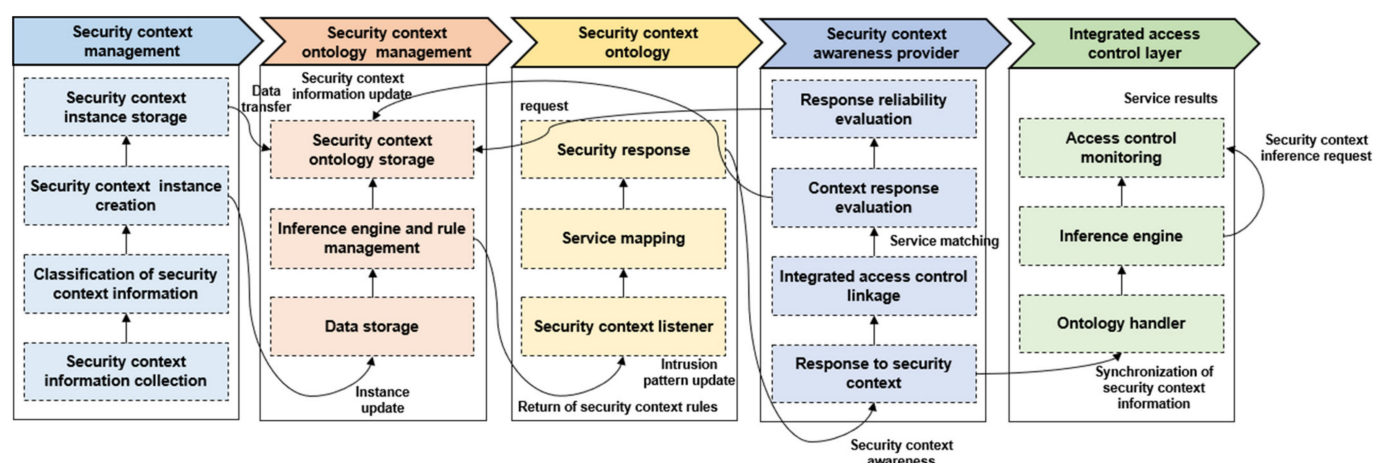 Security context
management
Security context
ontology management
Security context
ontology
Security context
awareness provider
Integrated access
control layer
Security context
instance storage
Security context instance
creation
Classification of security
context information
Security context
information collection
Data
transfer
Instance
update
Security context
information update
Security context
ontology storage
Inference engine and rule
management
Data storage
request
Security response
Service mapping
Security context listener
Intrusion
pattern update
Return of security context rules
Response reliability
evaluation
Context response
evaluation
Service matching
Integrated access control
linkage
Response to security
context
Security context
awareness
Service results
Access control
monitoring
Inference engine
Ontology handler
Synchronization of
security context
information
Security context
inference request